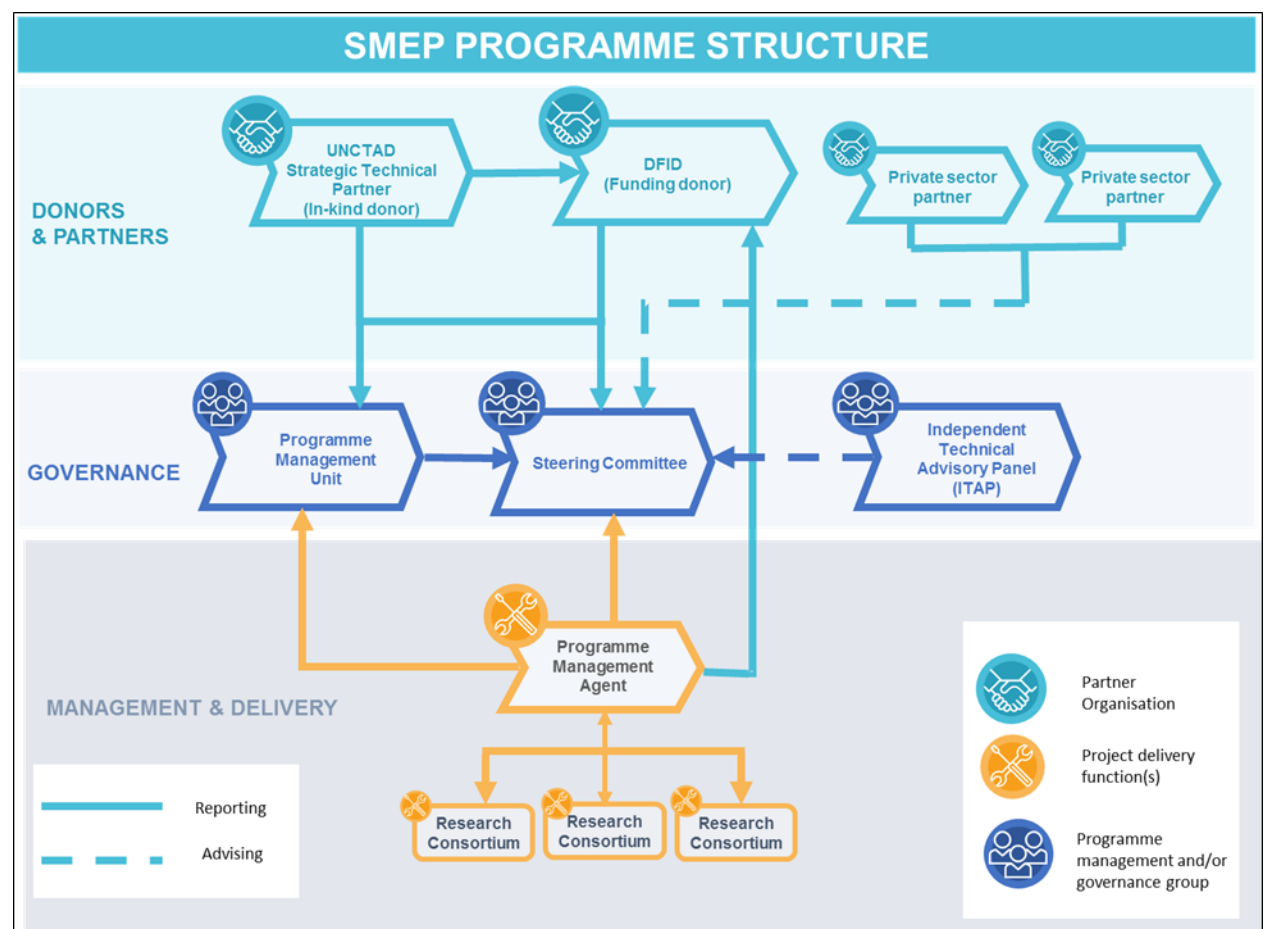 SMEP PROGRAMME STRUCTURE
DONORS
& PARTNERS
UNCTAD
Strategic Technical
Partner
(In-kind donor)
DFID
(Funding donor)
Private sector
partner
Private sector
partner
GOVERNANCE
Programme
Management
Unit
Steering Committee
Independent
Technical
Advisory Panel
(ITAP)
MANAGEMENT & DELIVERY
Programme
Management
Agent
Research
Consortium
Research
Consortium
Research
Consortium
Reporting
Advising
Partner
Organisation
Project delivery
function(s)
Programme
management and/or
governance group